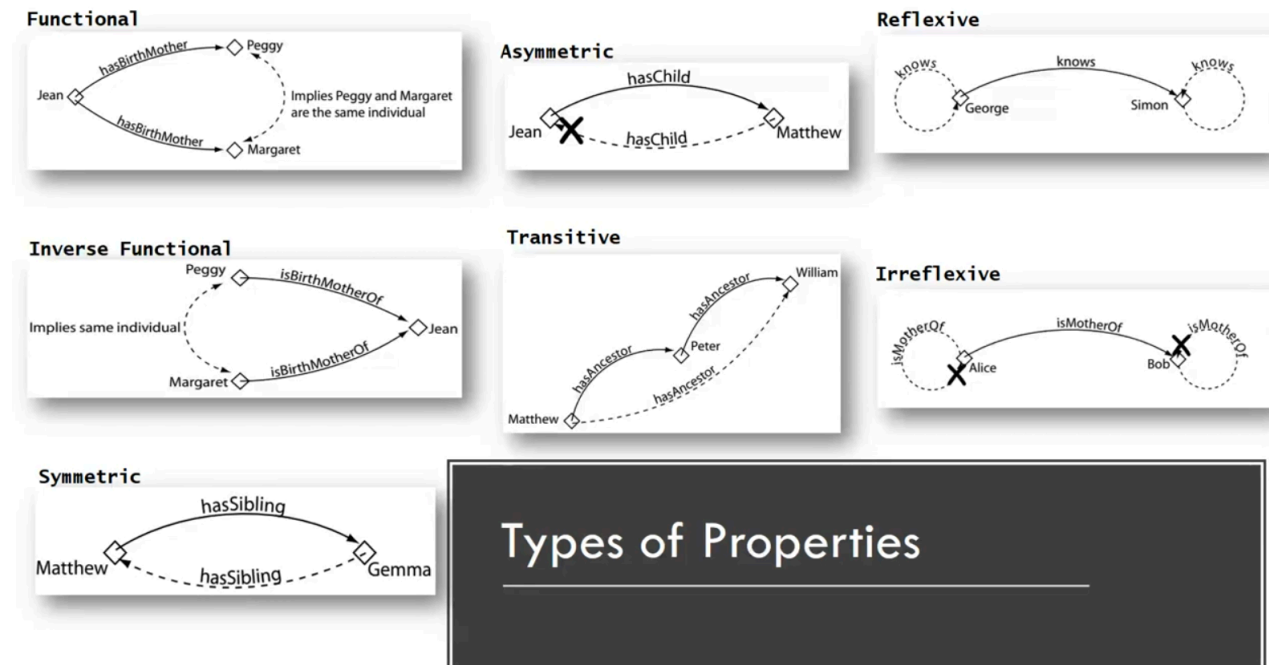 Functional
hasBirthMother
Peggy
Jean
Implies Peggy and Margaret
are the same individual
hasBirthMother
Margaret
Asymmetric
hasChild
Jean
hasChild
Matthew
Reflexive
knows
knows
knows
George
Simon
Inverse Functional
Peggy
isBirthMotherOf
Implies same individual
Jean
isBirthMotherOf
Margaret
Transitive
William
hasAncestor
Peter
hasAncestor
hasAncestor
Matthew
Irreflexive
isMotherOf
isMotherOf
isMotherOf
Alice
Bob
Symmetric
hasSibling
Matthew
hasSibling
Gemma
Types of Properties